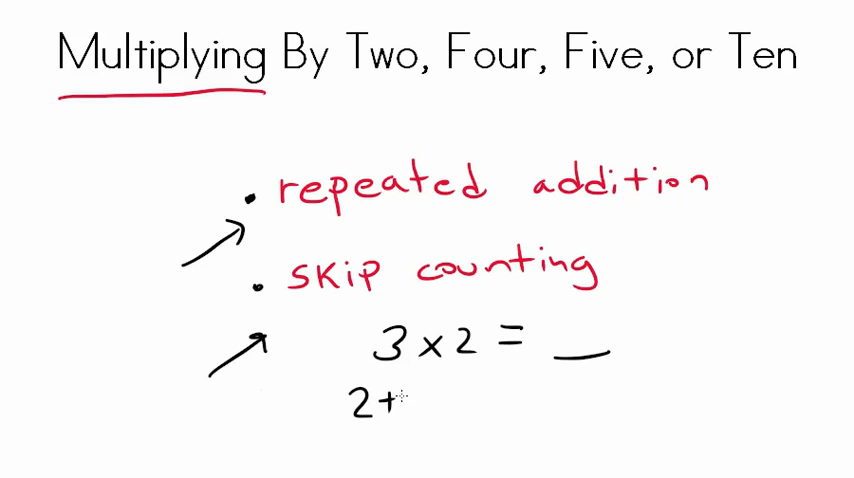 Multiplying By Two, Four, Five, or Ten
• repeated addition
• skip counting
3 × 2 = __
2+